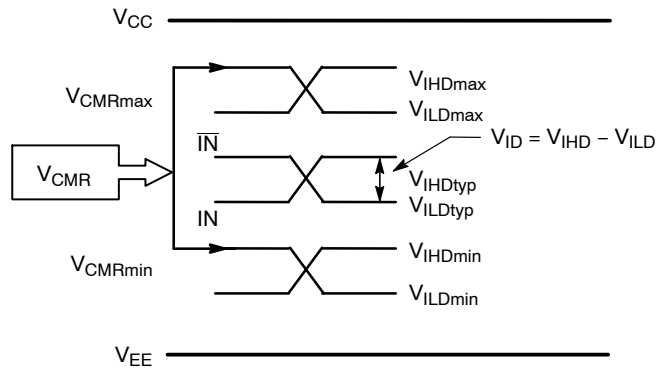 VCC
VIHDmax
VCMRmax
VILDmax
IN
VID = VIHD − VILD
VCMR
VIHDtyp
VILDtyp
IN
VIHDmin
VCMRmin
VILDmin
VEE